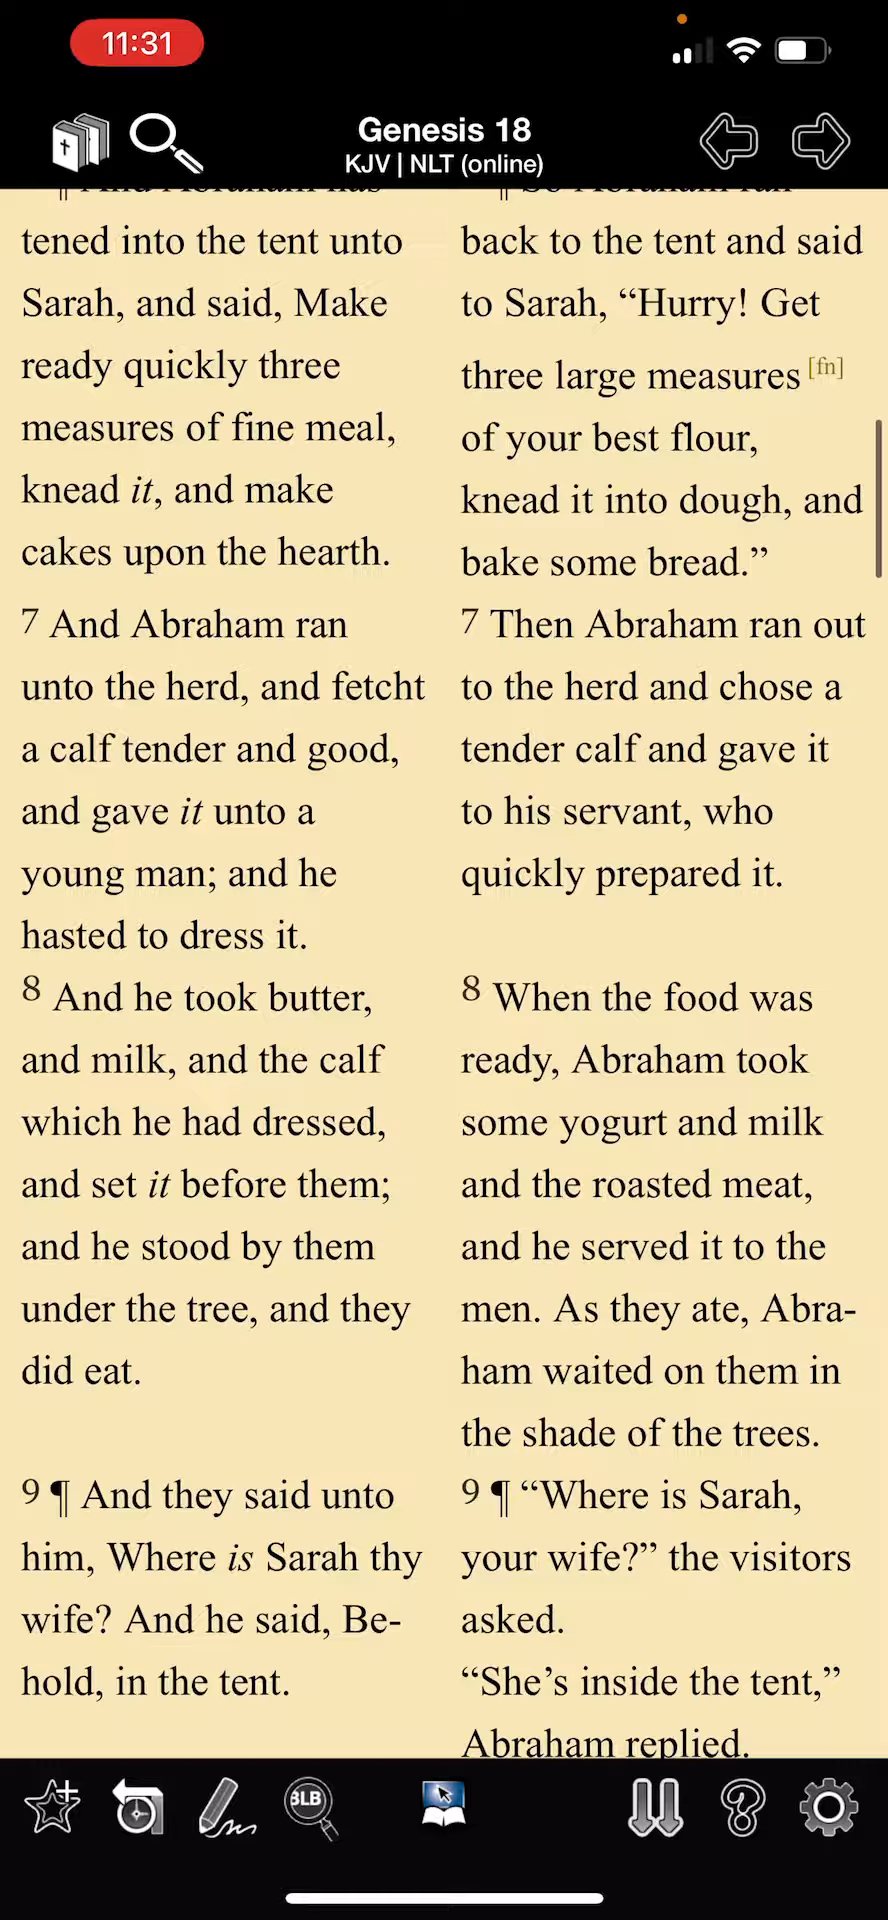 11:31
Genesis 18
KJV | NLT (online)
¶ And Abraham has-
tened into the tent unto
Sarah, and said, Make
ready quickly three
measures of fine meal,
knead it, and make
cakes upon the hearth.
7 And Abraham ran
unto the herd, and fetcht
a calf tender and good,
and gave it unto a
young man; and he
hasted to dress it.
8 And he took butter,
and milk, and the calf
which he had dressed,
and set it before them;
and he stood by them
under the tree, and they
did eat.
9 ¶ And they said unto
him, Where is Sarah thy
wife? And he said, Be-
hold, in the tent.
¶ So Abraham ran
back to the tent and said
to Sarah, “Hurry! Get
three large measures [fn]
of your best flour,
knead it into dough, and
bake some bread.”
7 Then Abraham ran out
to the herd and chose a
tender calf and gave it
to his servant, who
quickly prepared it.
8 When the food was
ready, Abraham took
some yogurt and milk
and the roasted meat,
and he served it to the
men. As they ate, Abra-
ham waited on them in
the shade of the trees.
9 ¶ “Where is Sarah,
your wife?” the visitors
asked.
“She’s inside the tent,”
Abraham replied.
BLB